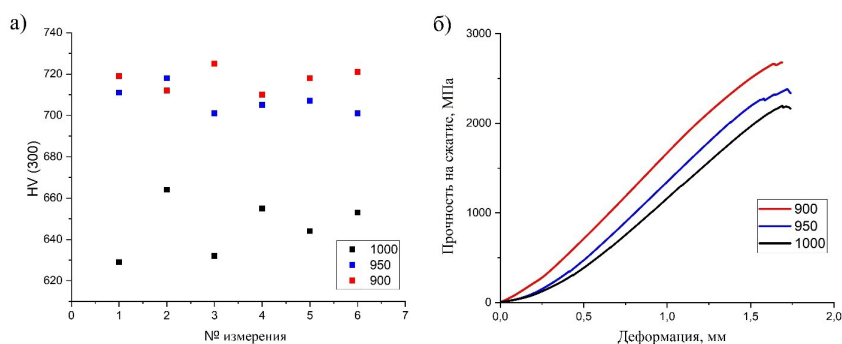 а)
HV (300)
740
720
700
680
660
640
620
0 1 2 3 4 5 6 7
№ измерения
1000
950
900
б)
Прочность на сжатие, МПа
3000
2000
1000
0
0,0 0,5 1,0 1,5 2,0
Деформация, мм
900
950
1000